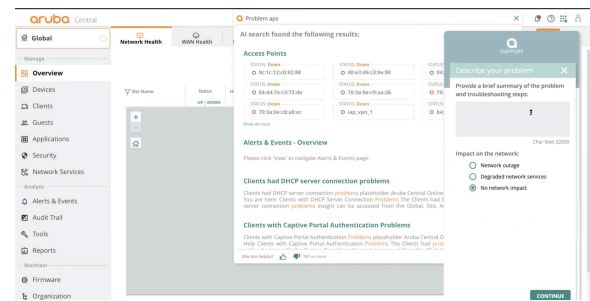 aruba Central
Global
Manage
Overview
Devices
Clients
Guests
Applications
Security
Network Services
Analyze
Alerts & Events
Audit Trail
Tools
Reports
Maintain
Firmware
Organization
Network Health
WAN Health
Site Name
Status
UP | DOWN
Problem aps
AI search found the following results:
Access Points
STATUS: Down
9c:1c:12:c0:92:88
STATUS: Down
40:e3:d6:c3:8e:90
STATUS
STATUS: Down
84:d4:7e:c3:73:de
STATUS: Down
70:3a:0e:cf:aa:26
STATUS
STATUS: Down
70:3a:0e:cf:a8:ec
STATUS: Down
iap_vpn_1
STATUS
Show All more
Alerts & Events - Overview
Please click 'View' to navigate Alerts & Events page.
Clients had DHCP server connection problems
Clients had DHCP server connection problems placeholder Aruba Central Online
You are here: Clients with DHCP Server Connection Problems The Clients had D
server connection problems insight can be accessed from the Global, Site, A
Clients with Captive Portal Authentication Problems
Clients with Captive Portal Authentication Problems placeholder Aruba Central O
Help Clients with Captive Portal Authentication Problems The Clients had prob
Was this helpful?
Tell us more
SUPPORT
Describe your problem
Provide a brief summary of the problem
and troubleshooting steps:
Char limit 32000
Impact on the network:
Network outage
Degraded network services
No network impact
CONTINUE